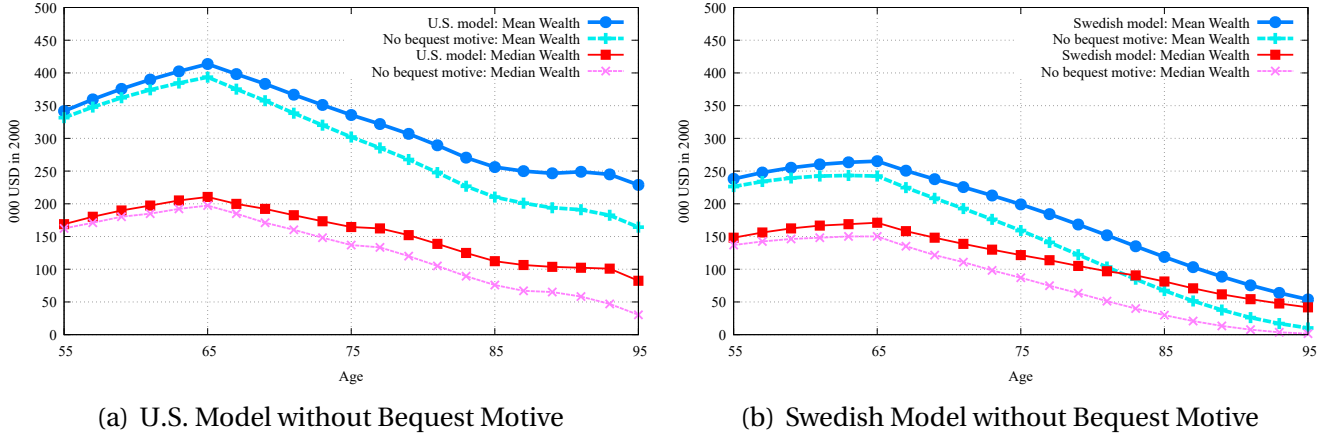 500
450
400
350
300
250
200
150
100
50
0
000 USD in 2000
U.S. model: Mean Wealth
No bequest motive: Mean Wealth
U.S. model: Median Wealth
No bequest motive: Median Wealth
55 65 75 85 95
Age
(a) U.S. Model without Bequest Motive
500
450
400
350
300
250
200
150
100
50
0
000 USD in 2000
Swedish model: Mean Wealth
No bequest motive: Mean Wealth
Swedish model: Median Wealth
No bequest motive: Median Wealth
55 65 75 85 95
Age
(b) Swedish Model without Bequest Motive